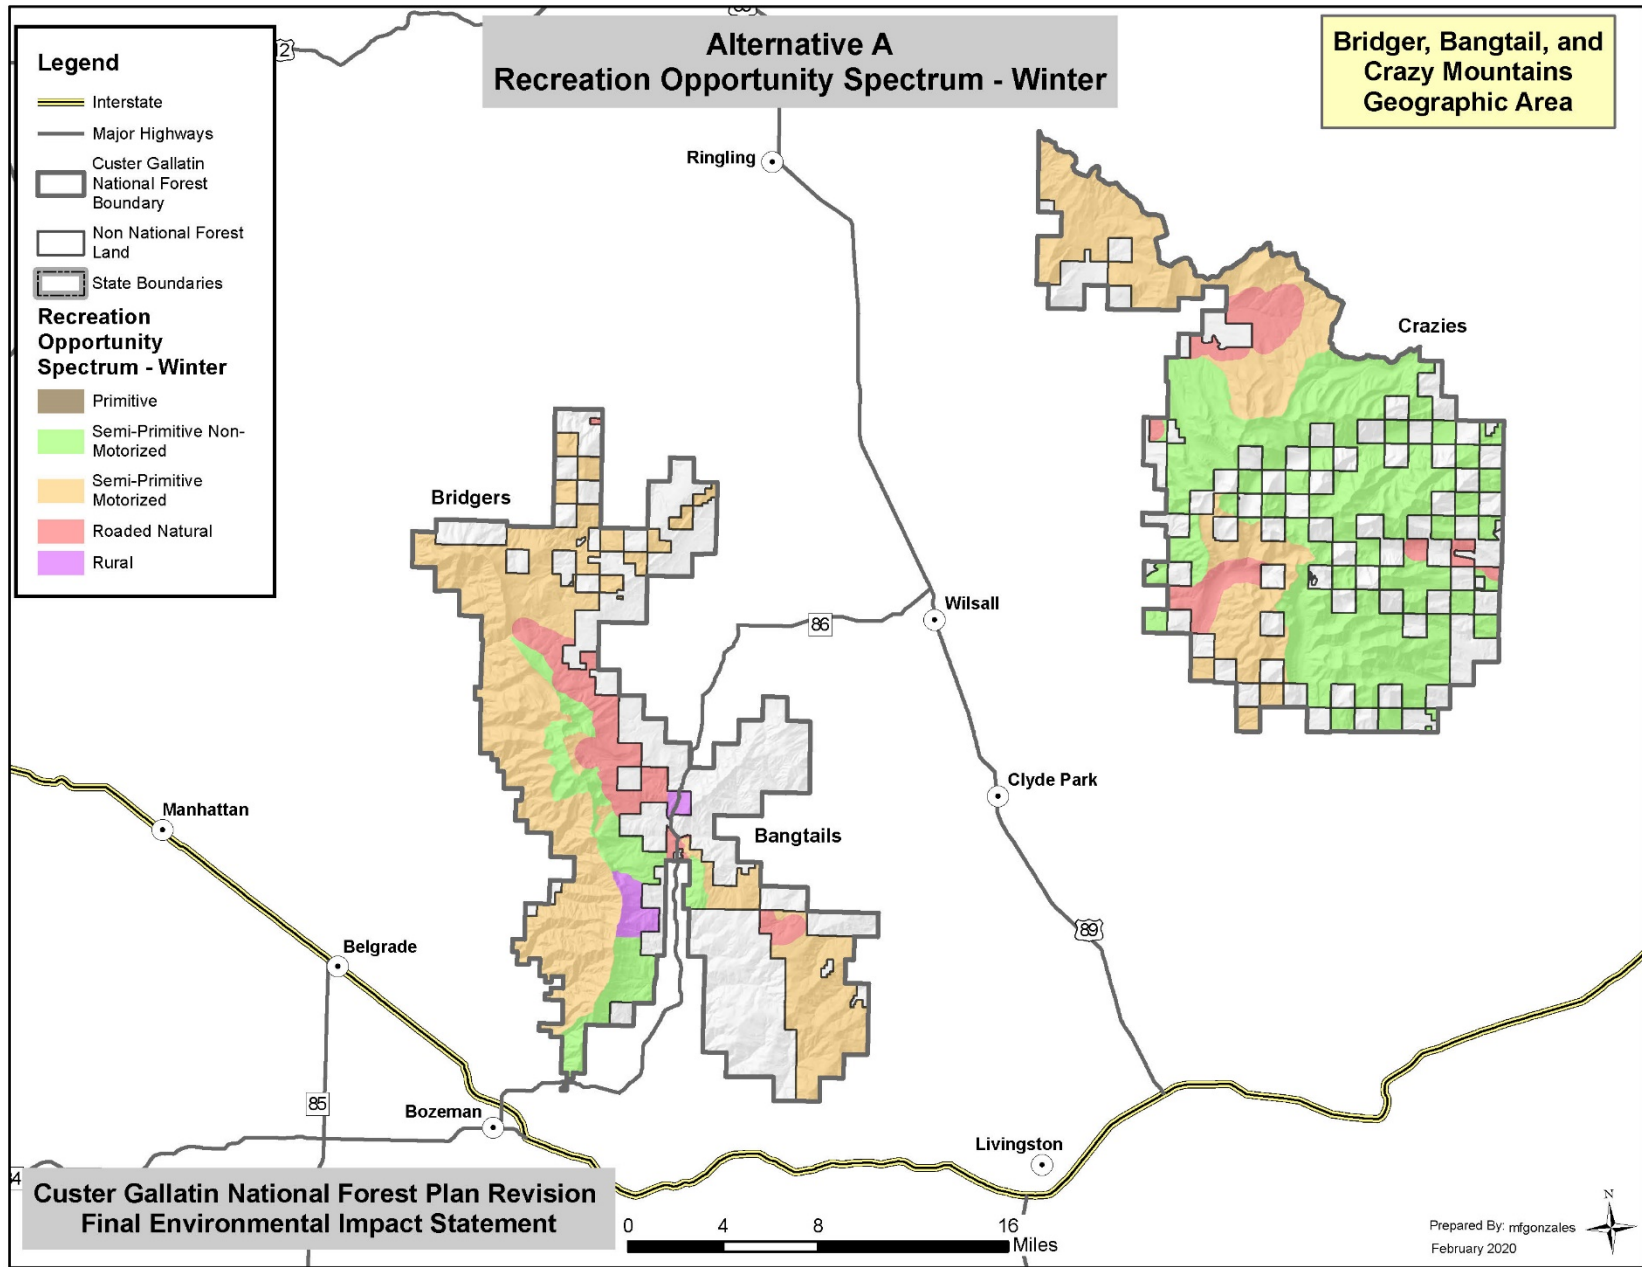 Alternative A
Recreation Opportunity Spectrum - Winter
Bridger, Bangtail, and
Crazy Mountains
Geographic Area
Legend
Interstate
Major Highways
Custer Gallatin
National Forest
Boundary
Non National Forest
Land
State Boundaries
Recreation
Opportunity
Spectrum - Winter
Primitive
Semi-Primitive Non-
Motorized
Semi-Primitive
Motorized
Roaded Natural
Rural
12
Ringling
Crazies
Bridgers
Wilsall
86
Clyde Park
Manhattan
Bangtails
89
Belgrade
85
Bozeman
Livingston
Custer Gallatin National Forest Plan Revision
Final Environmental Impact Statement
0 4 8 16
Miles
N
Prepared By: mfgonzales
February 2020